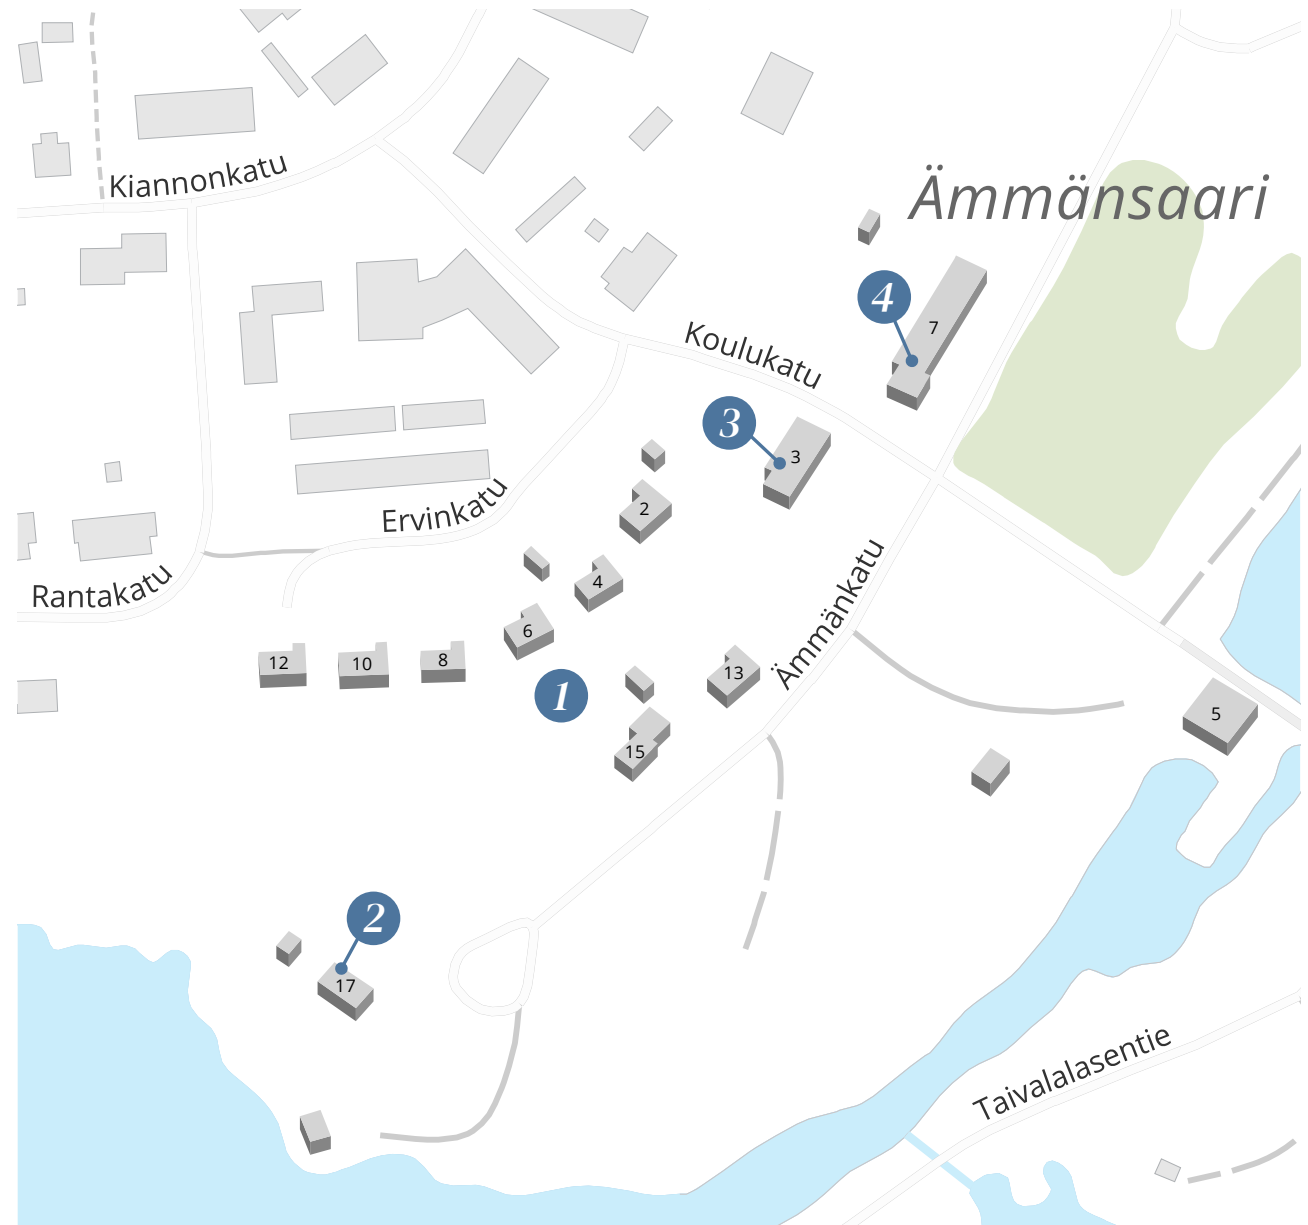 Kiannonkatu
Ämmänsaari
4
7
Koulukatu
3
3
Ervinkatu
2
Rantakatu
4
Ämmänkatu
6
12
10
8
13
1
5
15
2
17
Taivalalasentie